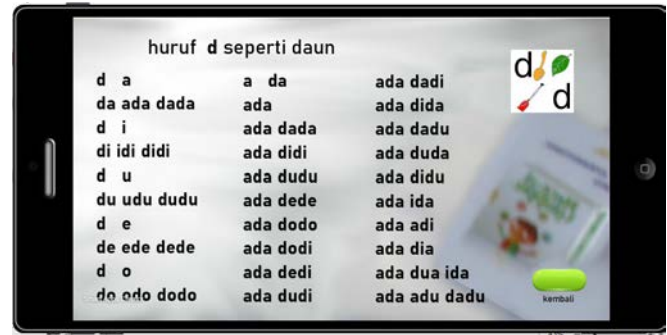 huruf d seperti daun
d a
da ada dada
d i
di idi didi
d u
du udu dudu
d e
de ede dede
d o
do odo dodo
a da
ada
ada dada
ada didi
ada dudu
ada dede
ada dodo
ada dodi
ada dedi
ada dudi
ada dadi
ada dida
ada dadu
ada duda
ada didu
ada ida
ada adi
ada dia
ada dua ida
ada adu dadu
d
d
kembali